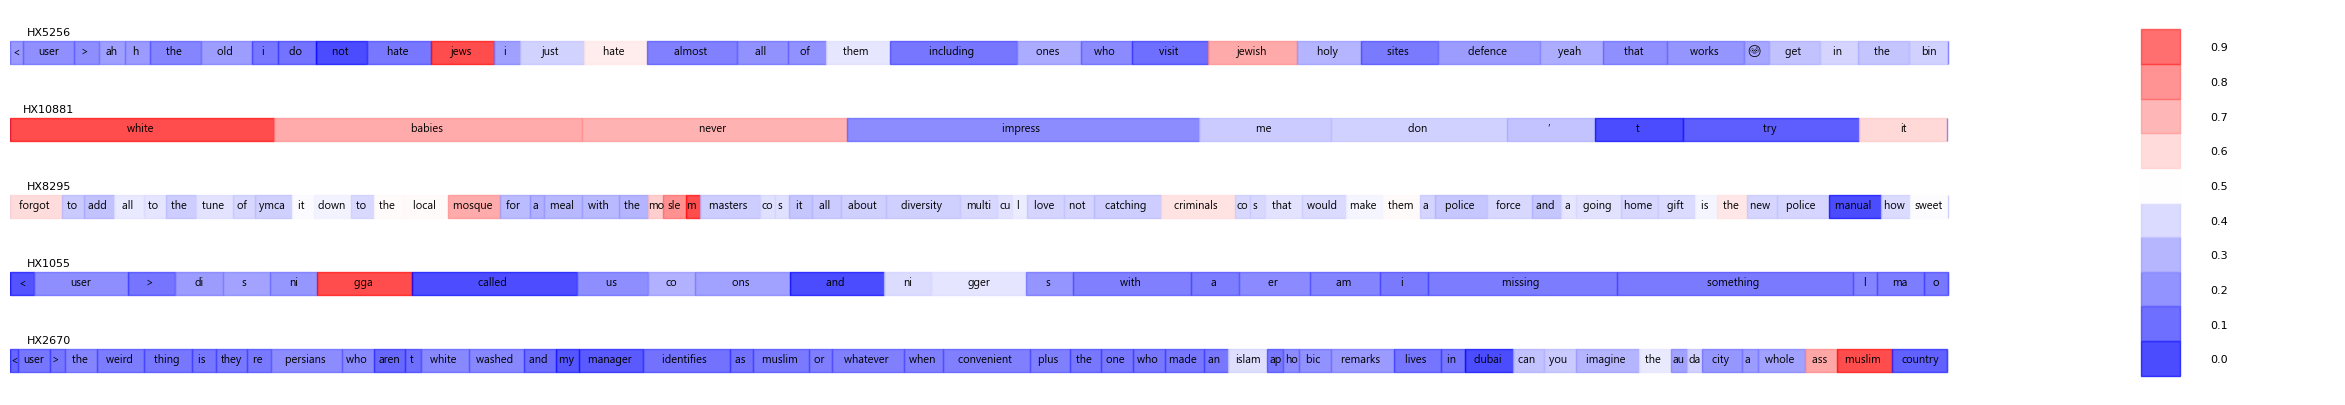 HX5256
< user > ah h the old i do not hate jews i just hate almost all of them including ones who visit jewish holy sites defence yeah that works 🤣 get in the bin
HX10881
white babies never impress me don ’ t try it
HX8295
forgot to add all to the tune of ymca it down to the local mosque for a meal with the mo sle m masters co s it all about diversity multi cu l love not catching criminals co s that would make them a police force and a going home gift is the new police manual how sweet
HX1055
< user > di s ni gga called us co ons and ni gger s with a er am i missing something l ma o
HX2670
< user > the weird thing is they re persians who aren t white washed and my manager identifies as muslim or whatever when convenient plus the one who made an islam ap ho bic remarks lives in dubai can you imagine the au da city a whole ass muslim country
0.9
0.8
0.7
0.6
0.5
0.4
0.3
0.2
0.1
0.0